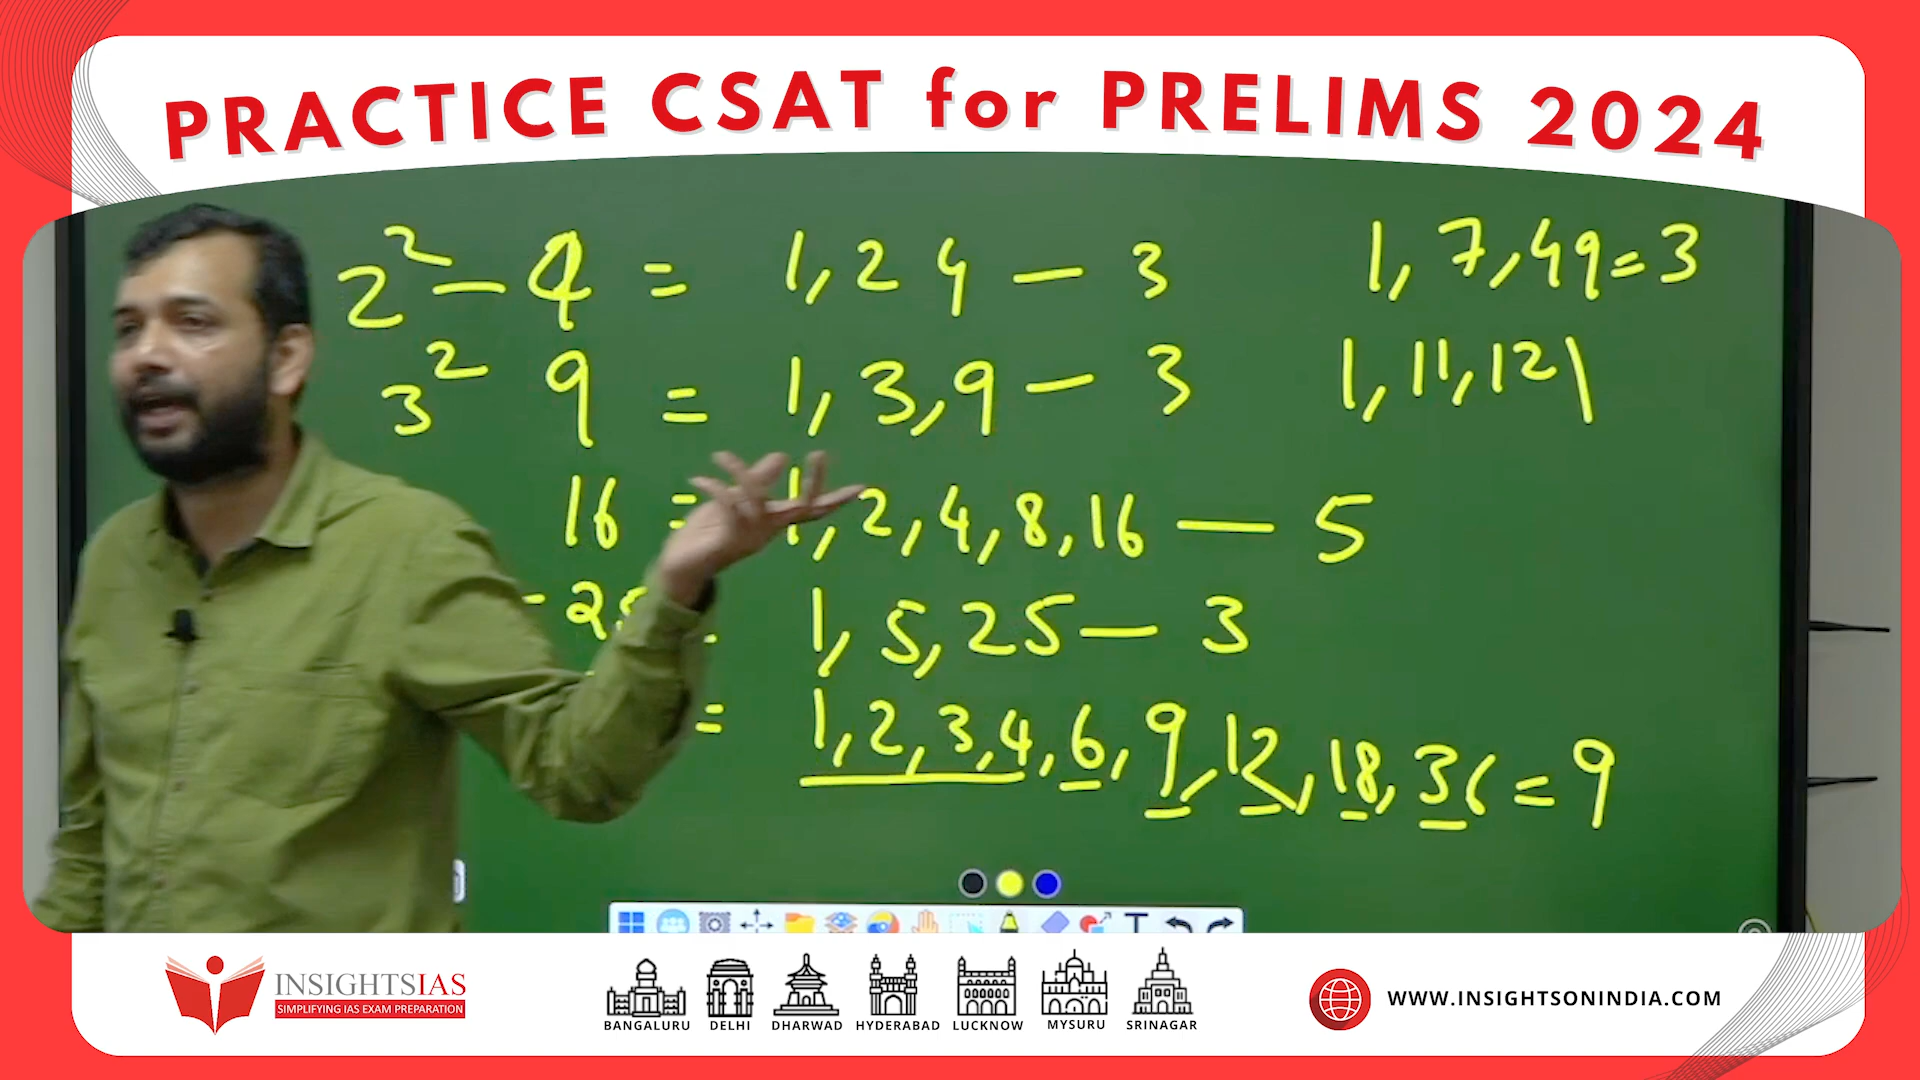 PRACTICE CSAT for PRELIMS 2024
2² - 4 = 1, 2 4 - 3
1, 7, 49 = 3
3² 9 = 1, 3, 9 - 3
1, 11, 121
16 = 1, 2, 4, 8, 16 - 5
- 25 = 1, 5, 25 - 3
= 1, 2, 3, 4, 6, 9, 12, 18, 36 = 9
T
INSIGHTSIAS
SIMPLIFYING IAS EXAM PREPARATION
BANGALURU DELHI DHARWAD HYDERABAD LUCKNOW MYSURU SRINAGAR
WWW.INSIGHTSONINDIA.COM